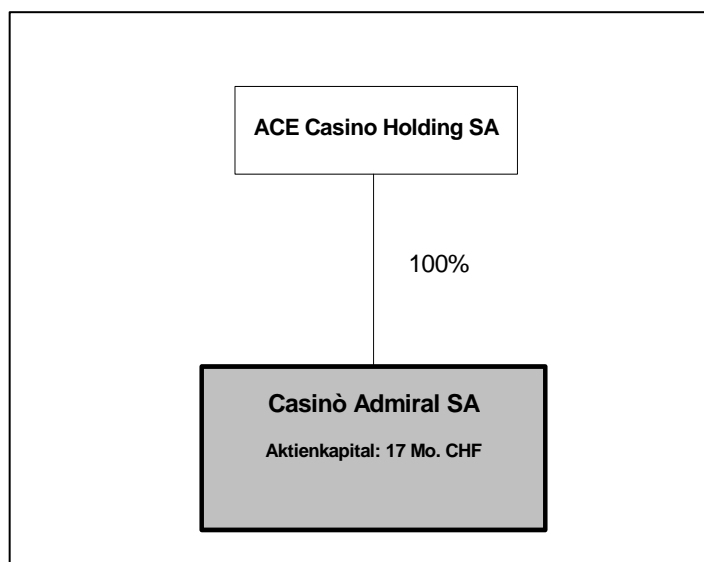 ACE Casino Holding SA
100%
Casinò Admiral SA
Aktienkapital: 17 Mo. CHF